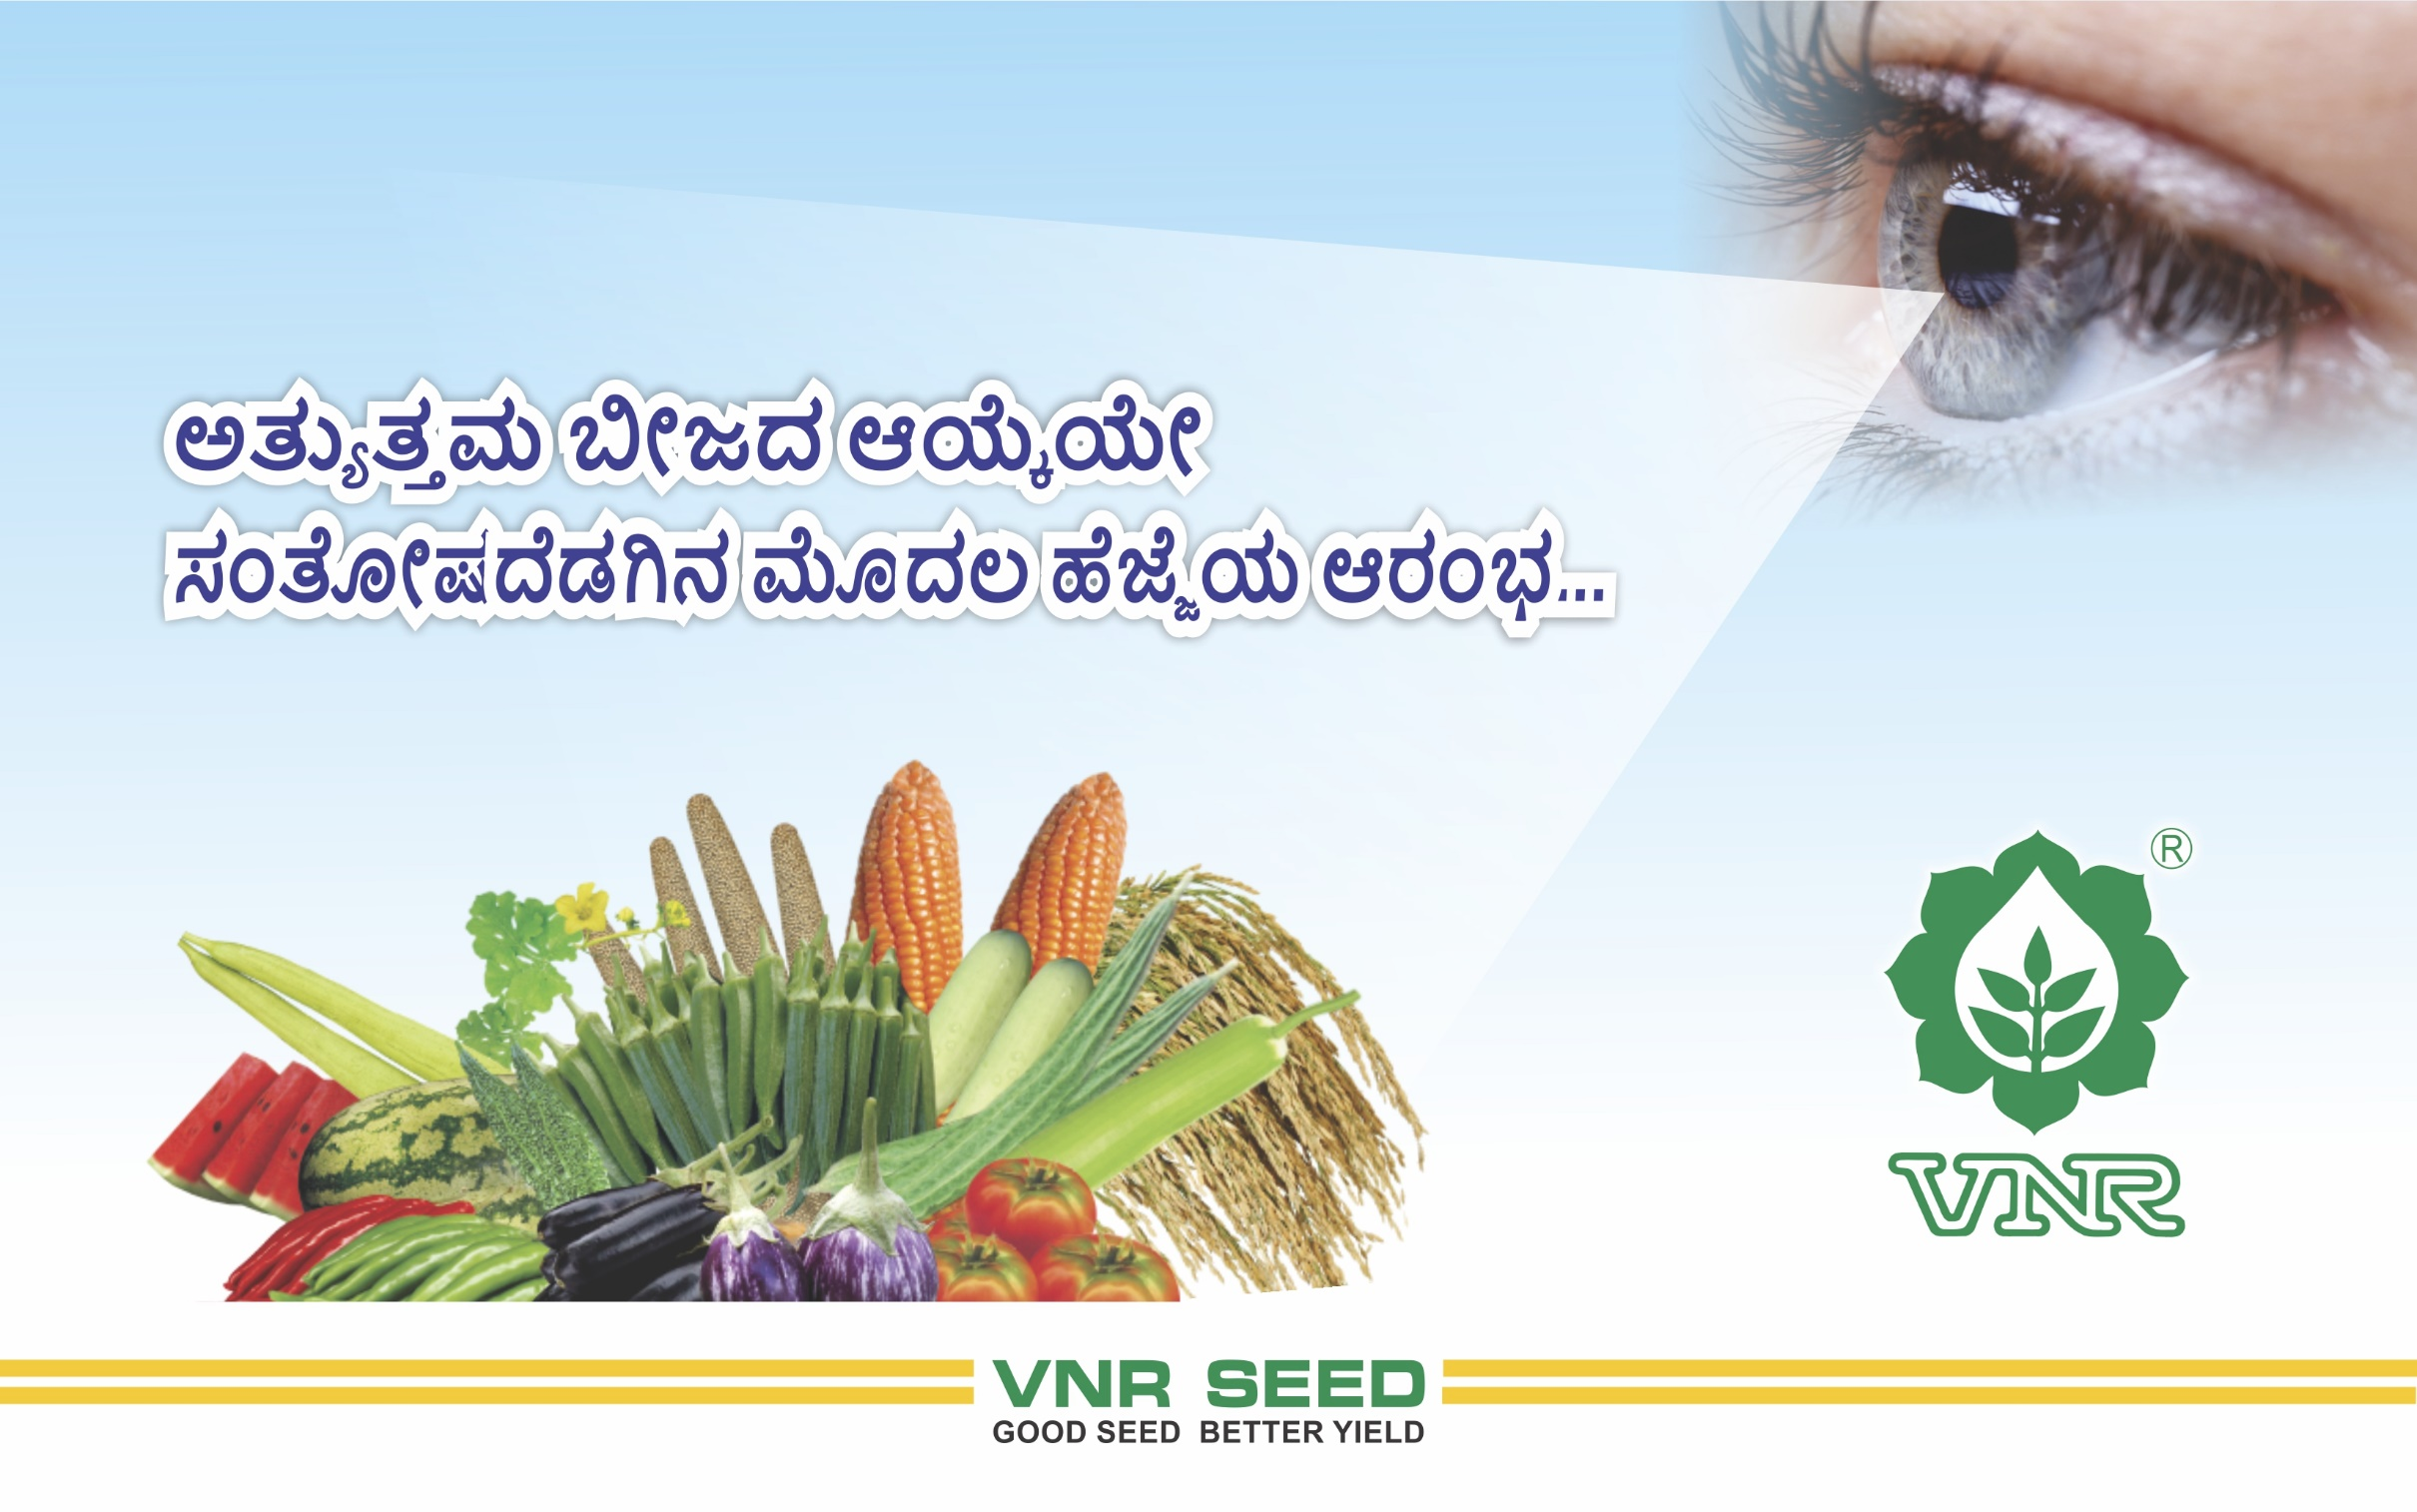 ಅತ್ಯುತ್ತಮ ಬೀಜದ ಆಯ್ಕೆಯೇ
ಸಂತೋಷದೆಡಗಿನ ಮೊದಲ ಹೆಜ್ಜೆಯ ಆರಂಭ...
®
VNR
VNR SEED
GOOD SEED BETTER YIELD